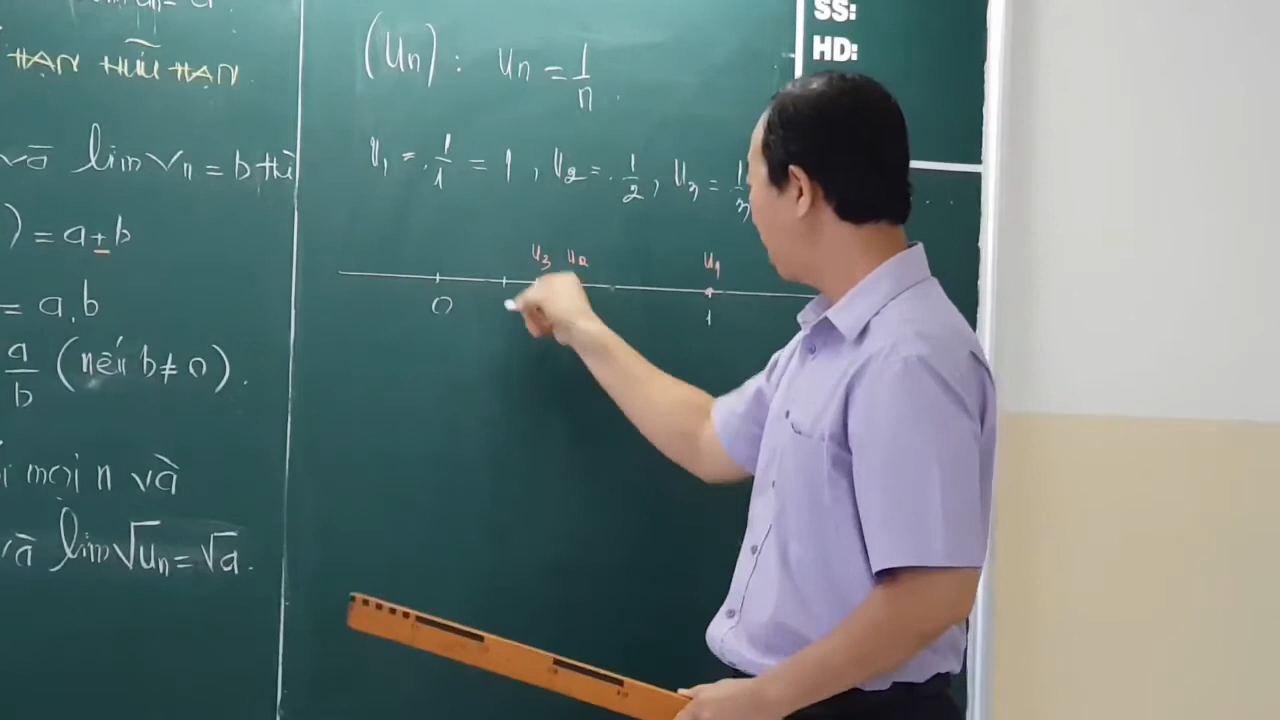 HẠN HỮU HẠN
và lim vn = b thì
) = a + b
= a.b
a/b (nếu b ≠ 0).
mọi n và
và lim √un = √a.
(Un): Un = 1/n.
U1 = 1/1 = 1, U2 = 1/2, U3 = 1/3 ...
U3 U2 U1
0 1
SS:
HD: